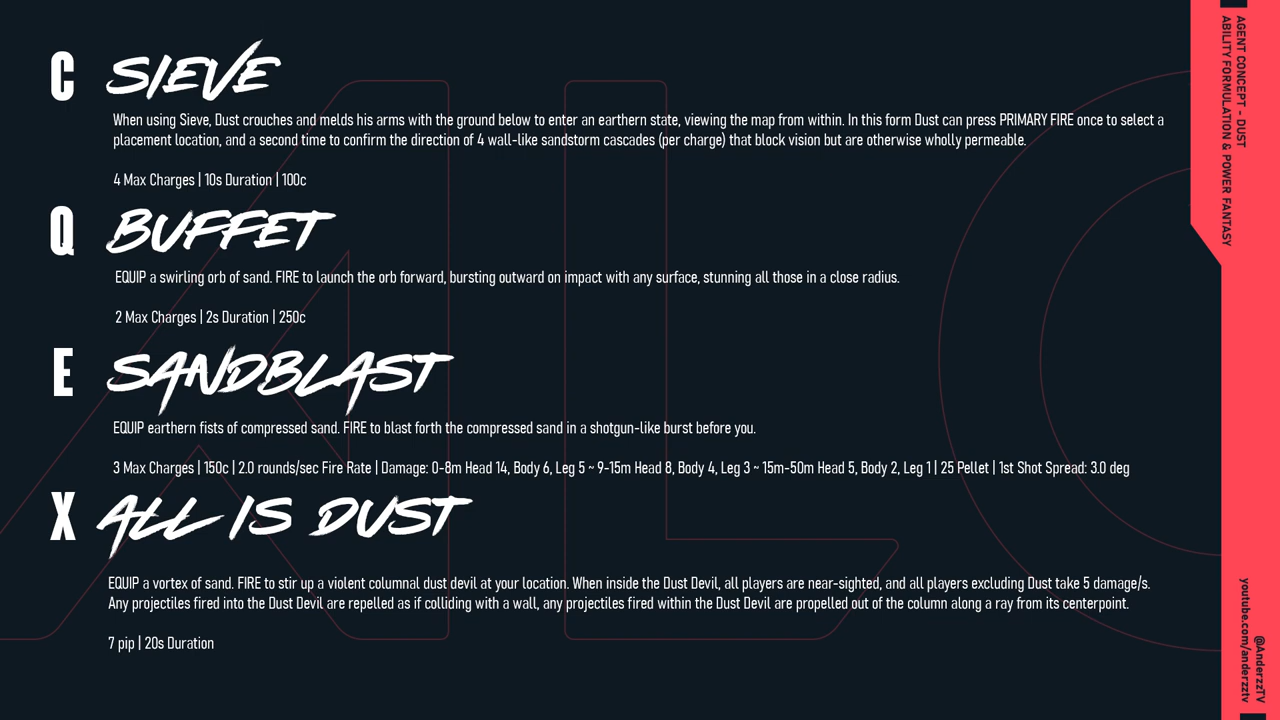 C SIEVE
When using Sieve, Dust crouches and melds his arms with the ground below to enter an earthern state, viewing the map from within. In this form Dust can press PRIMARY FIRE once to select a
placement location, and a second time to confirm the direction of 4 wall-like sandstorm cascades (per charge) that block vision but are otherwise wholly permeable.
4 Max Charges | 10s Duration | 100c
Q BUFFET
EQUIP a swirling orb of sand. FIRE to launch the orb forward, bursting outward on impact with any surface, stunning all those in a close radius.
2 Max Charges | 2s Duration | 250c
E SANDBLAST
EQUIP earthern fists of compressed sand. FIRE to blast forth the compressed sand in a shotgun-like burst before you.
3 Max Charges | 150c | 2.0 rounds/sec Fire Rate | Damage: 0-8m Head 14, Body 6, Leg 5 ~ 9-15m Head 8, Body 4, Leg 3 ~ 15m-50m Head 5, Body 2, Leg 1 | 25 Pellet | 1st Shot Spread: 3.0 deg
X ALL IS DUST
EQUIP a vortex of sand. FIRE to stir up a violent columnal dust devil at your location. When inside the Dust Devil, all players are near-sighted, and all players excluding Dust take 5 damage/s.
Any projectiles fired into the Dust Devil are repelled as if colliding with a wall, any projectiles fired within the Dust Devil are propelled out of the column along a ray from its centerpoint.
7 pip | 20s Duration
AGENT CONCEPT - DUST
ABILITY FORMULATION & POWER FANTASY
@AnderzzTV
youtube.com/anderzztv